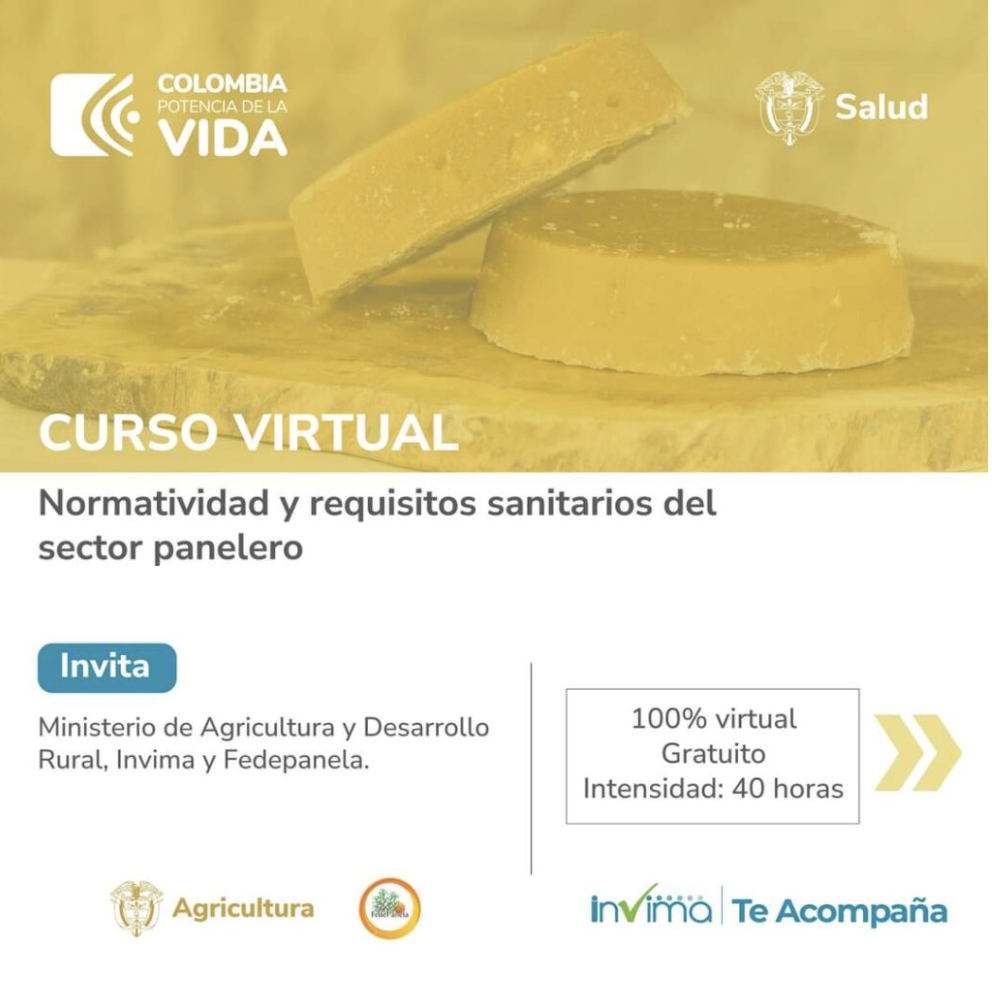 COLOMBIA
POTENCIA DE LA
VIDA
Salud
CURSO VIRTUAL
Normatividad y requisitos sanitarios del
sector panelero
Invita
Ministerio de Agricultura y Desarrollo
Rural, Invima y Fedepanela.
100% virtual
Gratuito
Intensidad: 40 horas
Agricultura
FedePanela
invima Te Acompaña